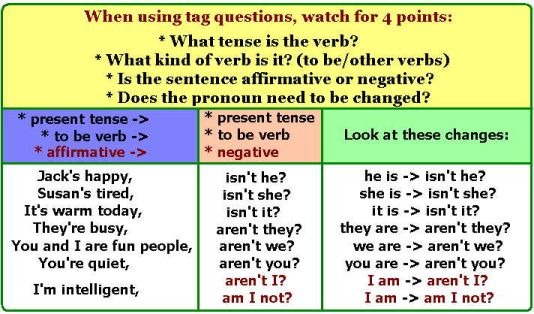 When using tag questions, watch for 4 points:
* What tense is the verb?
* What kind of verb is it? (to be/other verbs)
* Is the sentence affirmative or negative?
* Does the pronoun need to be changed?
* present tense ->
* to be verb ->
* affirmative ->
* present tense
* to be verb
* negative
Look at these changes:
Jack's happy, isn't he? he is -> isn't he?
Susan's tired, isn't she? she is -> isn't she?
It's warm today, isn't it? it is -> isn't it?
They're busy, aren't they? they are -> aren't they?
You and I are fun people, aren't we? we are -> aren't we?
You're quiet, aren't you? you are -> aren't you?
I'm intelligent,
aren't I? I am -> aren't I?
am I not? I am -> am I not?